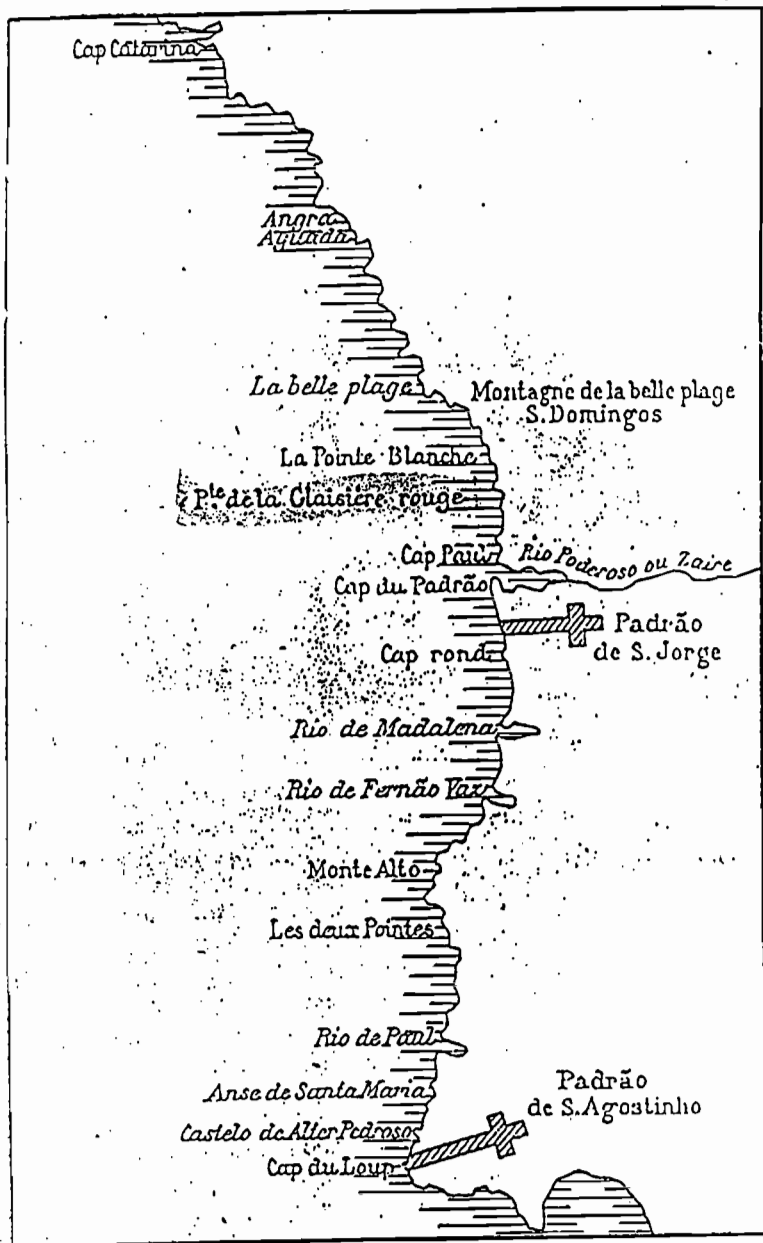 Cap Catarina
Angra
Aguada
La belle plage
Montagne de la belle plage
S. Domingos
La Pointe Blanche
Pte de la Claisière rouge
Cap Paul
Rio Poderoso ou Zaire
Cap du Padrão
Padrão
de S. Jorge
Cap rond
Rio de Madalena
Rio de Fernão Vaz
Monte Alto
Les deux Pointes
Rio de Paul
Anse de Santa Maria
Padrão
de S. Agostinho
Castelo de Alter Pedroso
Cap du Loup